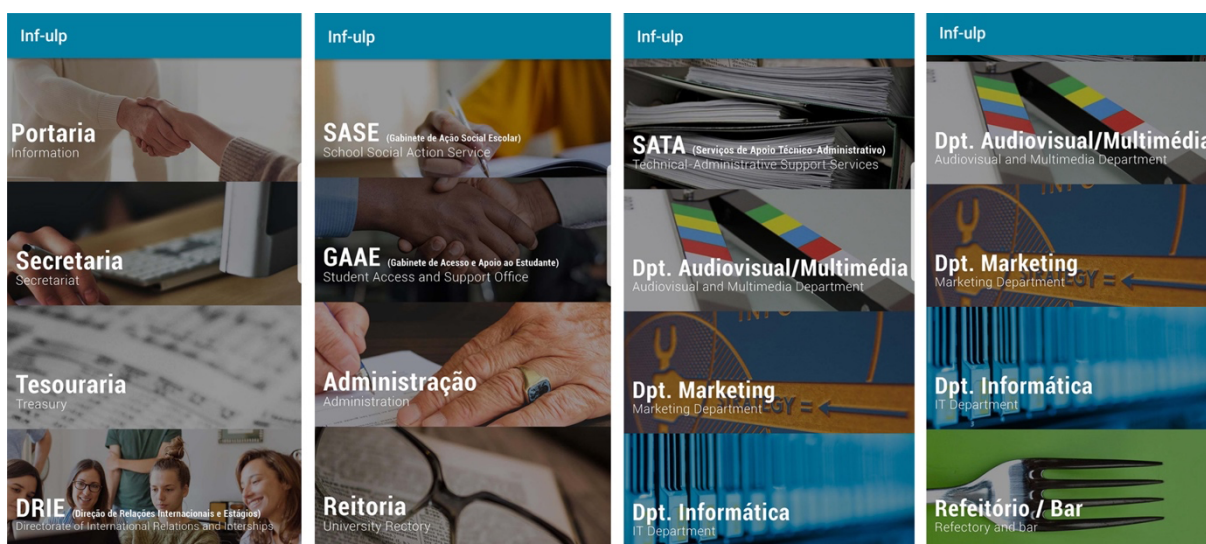 Inf-ulp
Portaria
Information
Secretaria
Secretariat
Tesouraria
Treasury
DRIE (Direção de Relações Internacionais e Estágios)
Directorate of International Relations and Interships
Inf-ulp
SASE (Gabinete de Ação Social Escolar)
School Social Action Service
GAAE (Gabinete de Acesso e Apoio ao Estudante)
Student Access and Support Office
Administração
Administration
Reitoria
University Rectory
Inf-ulp
SATA (Serviços de Apoio Técnico-Administrativo)
Technical-Administrative Support Services
Dpt. Audiovisual/Multimédia
Audiovisual and Multimedia Department
Dpt. Marketing
Marketing Department
STRATEGY =
Dpt. Informática
IT Department
Inf-ulp
Dpt. Audiovisual/Multimédia
Audiovisual and Multimedia Department
INFO
Dpt. Marketing
Marketing Department
STRATEGY =
Dpt. Informática
IT Department
Refeitório / Bar
Refectory and bar